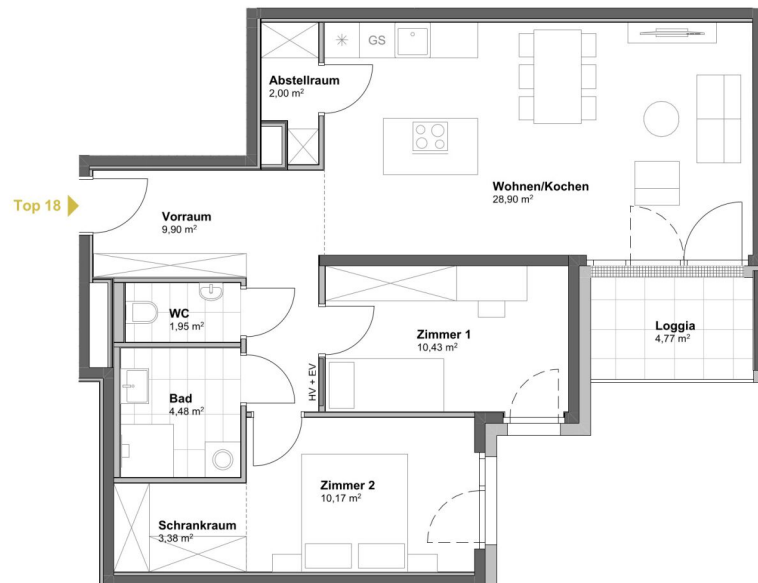 GS
Abstellraum
2,00 m²
Wohnen/Kochen
28,90 m²
Top 18
Vorraum
9,90 m²
WC
1,95 m²
Zimmer 1
10,43 m²
Loggia
4,77 m²
HV + EV
Bad
4,48 m²
Zimmer 2
10,17 m²
Schrankraum
3,38 m²